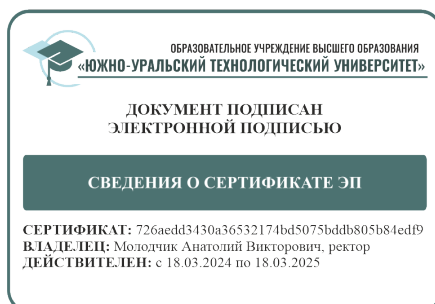 ОБРАЗОВАТЕЛЬНОЕ УЧРЕЖДЕНИЕ ВЫСШЕГО ОБРАЗОВАНИЯ
«ЮЖНО-УРАЛЬСКИЙ ТЕХНОЛОГИЧЕСКИЙ УНИВЕРСИТЕТ»
ДОКУМЕНТ ПОДПИСАН
ЭЛЕКТРОННОЙ ПОДПИСЬЮ
СВЕДЕНИЯ О СЕРТИФИКАТЕ ЭП
СЕРТИФИКАТ: 726aedd3430a36532174bd5075bddb805b84edf9
ВЛАДЕЛЕЦ: Молодчик Анатолий Викторович, ректор
ДЕЙСТВИТЕЛЕН: с 18.03.2024 по 18.03.2025